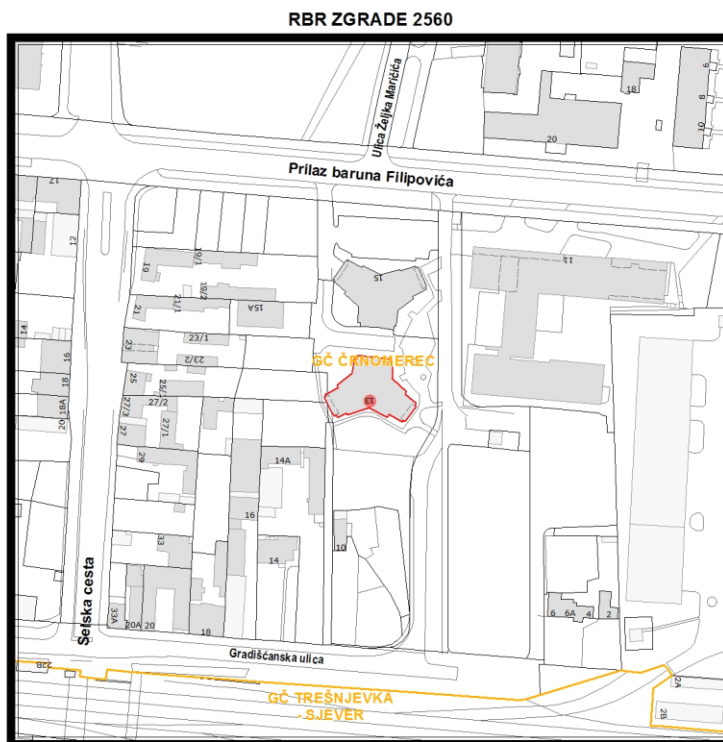 RBR ZGRADE 2560
Ulica Željka Maričića
18
6
8
10
20
Prilaz baruna Filipovića
17
12
19
19/1
15
11
21
21/1
19/2
15A
14
16
23
23/1
23/2
GČ ČRNOMEREC
18
25
25/1
13
20
18A
27/3
27/2
27
27/1
29
14A
16
33
14
10
33A
20A
20
18
6
6A
4
2
Selska cesta
Gradišćanska ulica
22B
GČ TREŠNJEVKA
- SJEVER
2A
2B